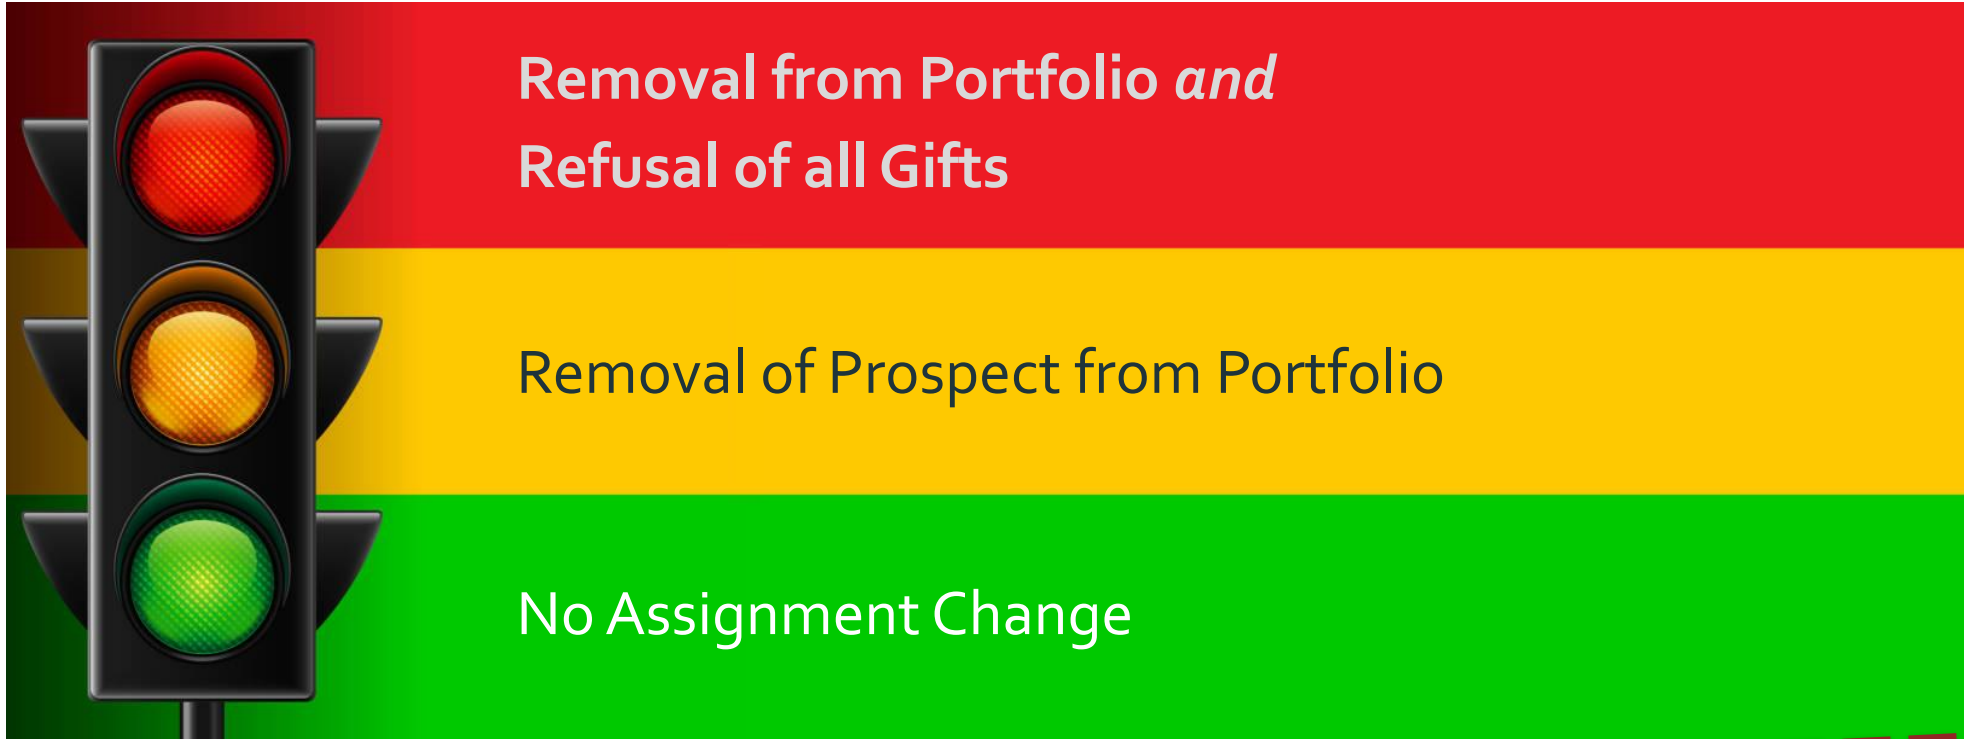 Removal from Portfolio and
Refusal of all Gifts
Removal of Prospect from Portfolio
No Assignment Change